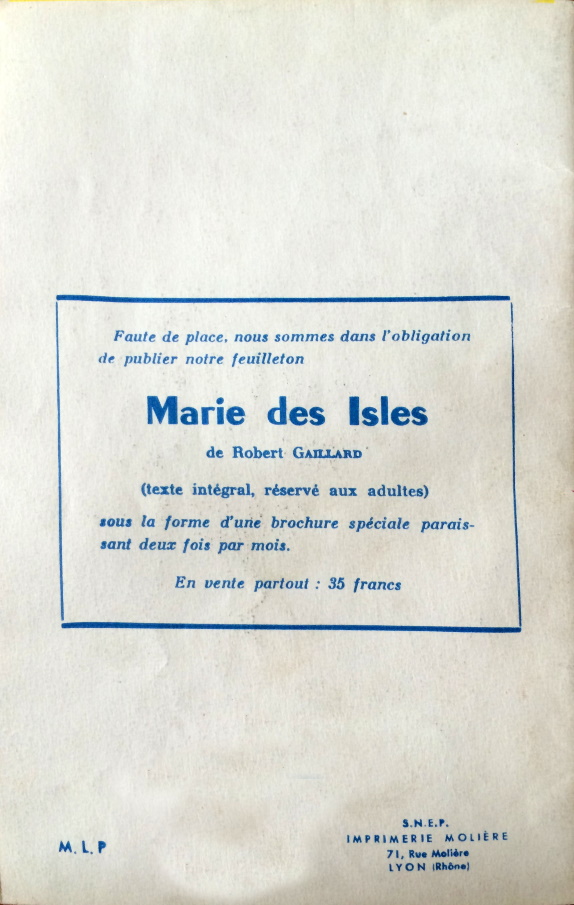 Faute de place, nous sommes dans l'obligation
de publier notre feuilleton
Marie des Isles
de Robert GAILLARD
(texte intégral, réservé aux adultes)
sous la forme d'une brochure spéciale parais-
sant deux fois par mois.
En vente partout : 35 francs
M. L. P
S.N.E.P.
IMPRIMERIE MOLIÈRE
71, Rue Molière
LYON (Rhône)